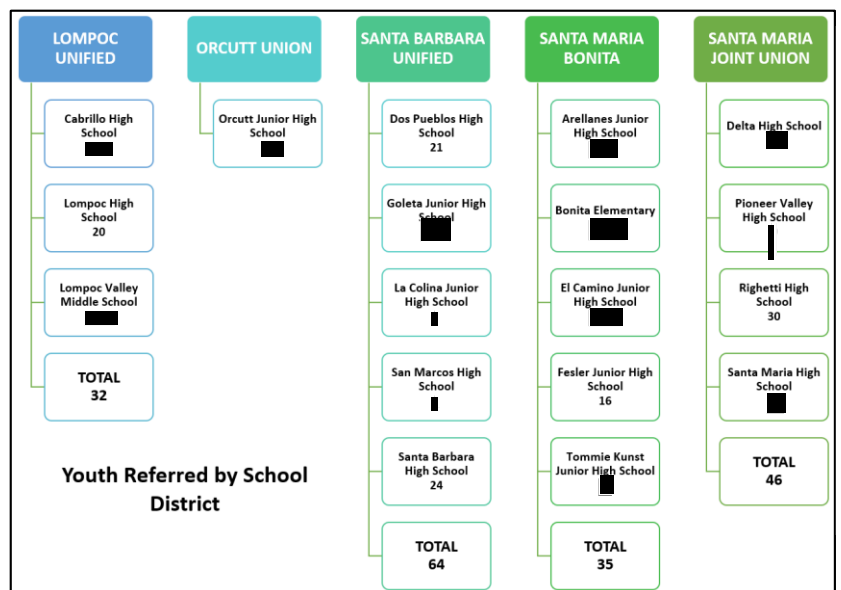 LOMPOC
UNIFIED
Cabrillo High
School
Lompoc High
School
20
Lompoc Valley
Middle School
TOTAL
32
ORCUTT UNION
Orcutt Junior High
School
SANTA BARBARA
UNIFIED
Dos Pueblos High
School
21
Goleta Junior High
School
La Colina Junior
High School
San Marcos High
School
Santa Barbara
High School
24
TOTAL
64
SANTA MARIA
BONITA
Arellanes Junior
High School
Bonita Elementary
El Camino Junior
High School
Fesler Junior High
School
16
Tommie Kunst
Junior High School
TOTAL
35
SANTA MARIA
JOINT UNION
Delta High School
Pioneer Valley
High School
Righetti High
School
30
Santa Maria High
School
TOTAL
46
Youth Referred by School
District